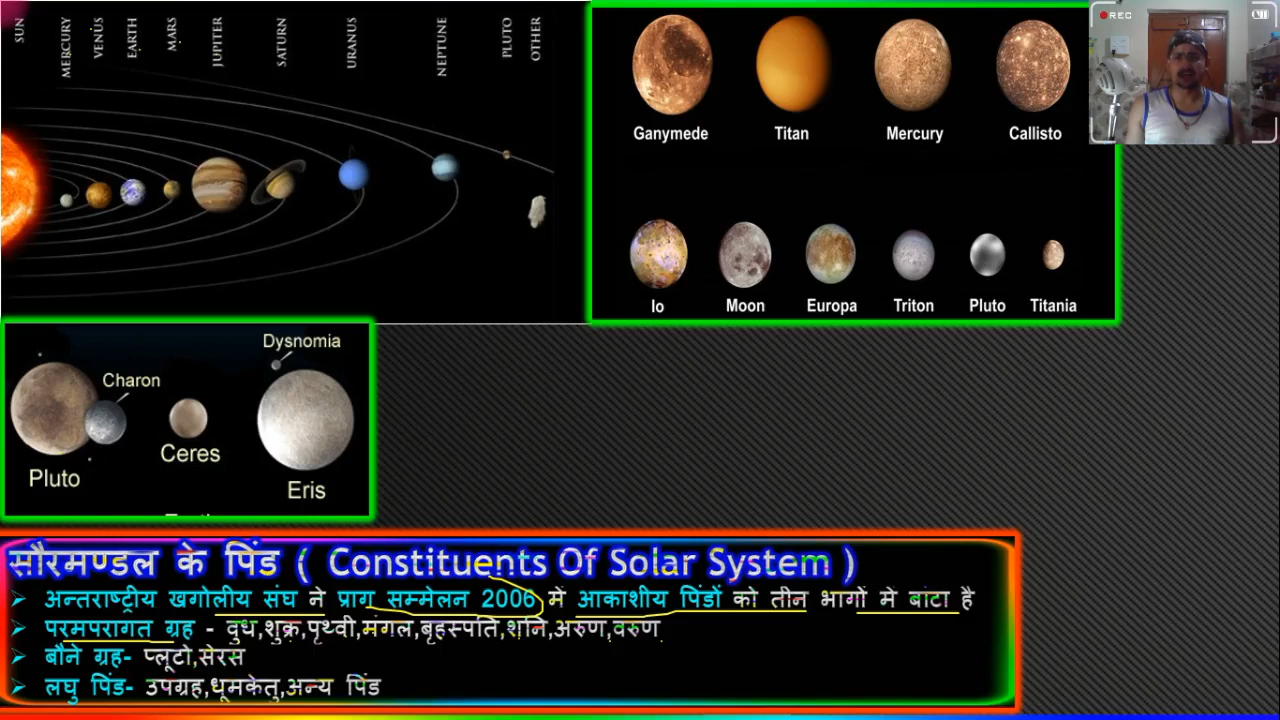 SUN
MERCURY
VENUS
EARTH
MARS
JUPITER
SATURN
URANUS
NEPTUNE
PLUTO
OTHER
Ganymede Titan Mercury Callisto
Io Moon Europa Triton Pluto Titania
REC
Dysnomia
Charon
Ceres
Pluto
Eris
सौरमण्डल के पिंड ( Constituents Of Solar System )
➢ अन्तराष्ट्रीय खगोलीय संघ ने प्राग सम्मेलन 2006 में आकाशीय पिंडों को तीन भागों मे बांटा है
➢ परमपरागत ग्रह - वुध,शुक्र,पृथ्वी,मंगल,बृहस्पति,शनि,अरुण,वरुण
➢ बौने ग्रह- प्लूटो,सेरस
➢ लघु पिंड- उपग्रह,धूमकेतु,अन्य पिंड